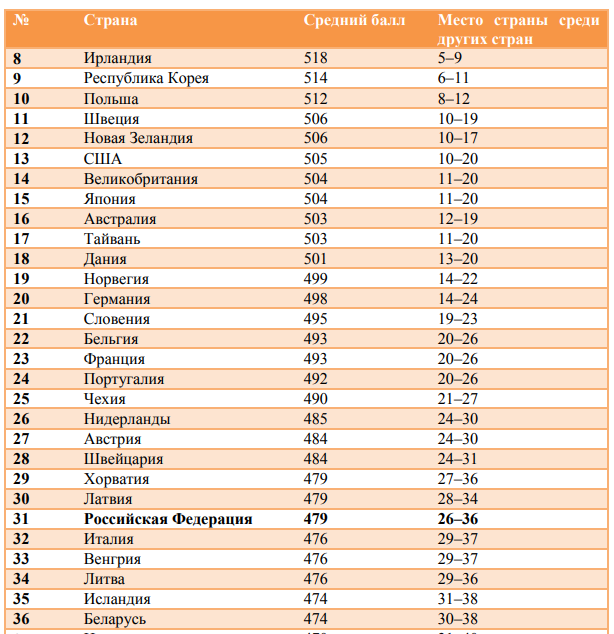 № Страна Средний балл Место страны среди
других стран
8 Ирландия 518 5–9
9 Республика Корея 514 6–11
10 Польша 512 8–12
11 Швеция 506 10–19
12 Новая Зеландия 506 10–17
13 США 505 10–20
14 Великобритания 504 11–20
15 Япония 504 11–20
16 Австралия 503 12–19
17 Тайвань 503 11–20
18 Дания 501 13–20
19 Норвегия 499 14–22
20 Германия 498 14–24
21 Словения 495 19–23
22 Бельгия 493 20–26
23 Франция 493 20–26
24 Португалия 492 20–26
25 Чехия 490 21–27
26 Нидерланды 485 24–30
27 Австрия 484 24–30
28 Швейцария 484 24–31
29 Хорватия 479 27–36
30 Латвия 479 28–34
31 Российская Федерация 479 26–36
32 Италия 476 29–37
33 Венгрия 476 29–37
34 Литва 476 29–36
35 Исландия 474 31–38
36 Беларусь 474 30–38